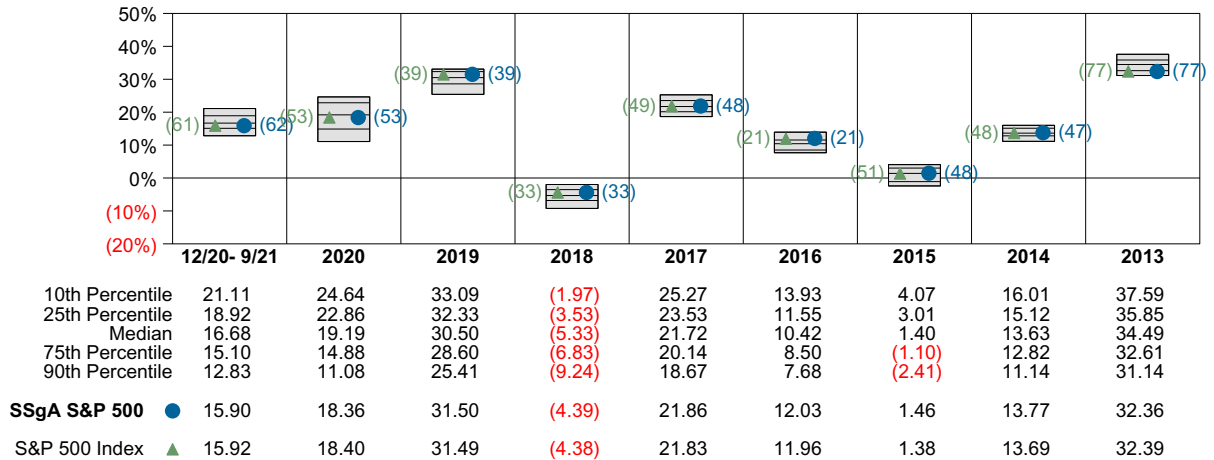 50%
40%
30%
20%
10%
0%
(10%)
(20%)
(61) (62) (53) (53) (39) (39) (33) (33) (49) (48) (21) (21) (51) (48) (48) (47) (77) (77)
12/20- 9/21 2020 2019 2018 2017 2016 2015 2014 2013
10th Percentile 21.11 24.64 33.09 (1.97) 25.27 13.93 4.07 16.01 37.59
25th Percentile 18.92 22.86 32.33 (3.53) 23.53 11.55 3.01 15.12 35.85
Median 16.68 19.19 30.50 (5.33) 21.72 10.42 1.40 13.63 34.49
75th Percentile 15.10 14.88 28.60 (6.83) 20.14 8.50 (1.10) 12.82 32.61
90th Percentile 12.83 11.08 25.41 (9.24) 18.67 7.68 (2.41) 11.14 31.14
SSgA S&P 500 15.90 18.36 31.50 (4.39) 21.86 12.03 1.46 13.77 32.36
S&P 500 Index 15.92 18.40 31.49 (4.38) 21.83 11.96 1.38 13.69 32.39